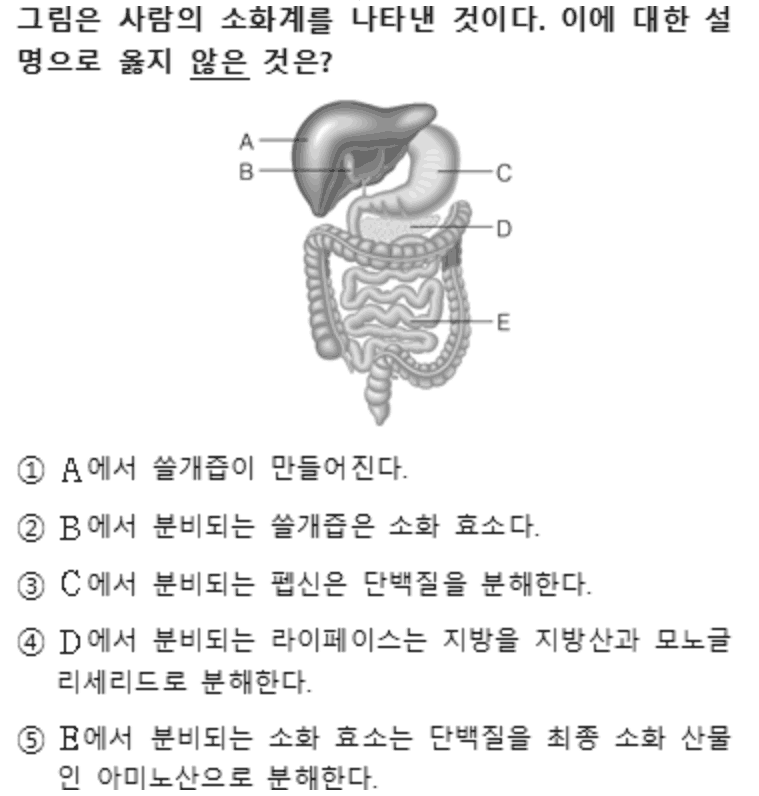 그림은 사람의 소화계를 나타낸 것이다. 이에 대한 설
명으로 옳지 않은 것은?
A
B
C
D
E
① A에서 쓸개즙이 만들어진다.
② B에서 분비되는 쓸개즙은 소화 효소다.
③ C에서 분비되는 펩신은 단백질을 분해한다.
④ D에서 분비되는 라이페이스는 지방을 지방산과 모노글
리세리드로 분해한다.
⑤ E에서 분비되는 소화 효소는 단백질을 최종 소화 산물
인 아미노산으로 분해한다.